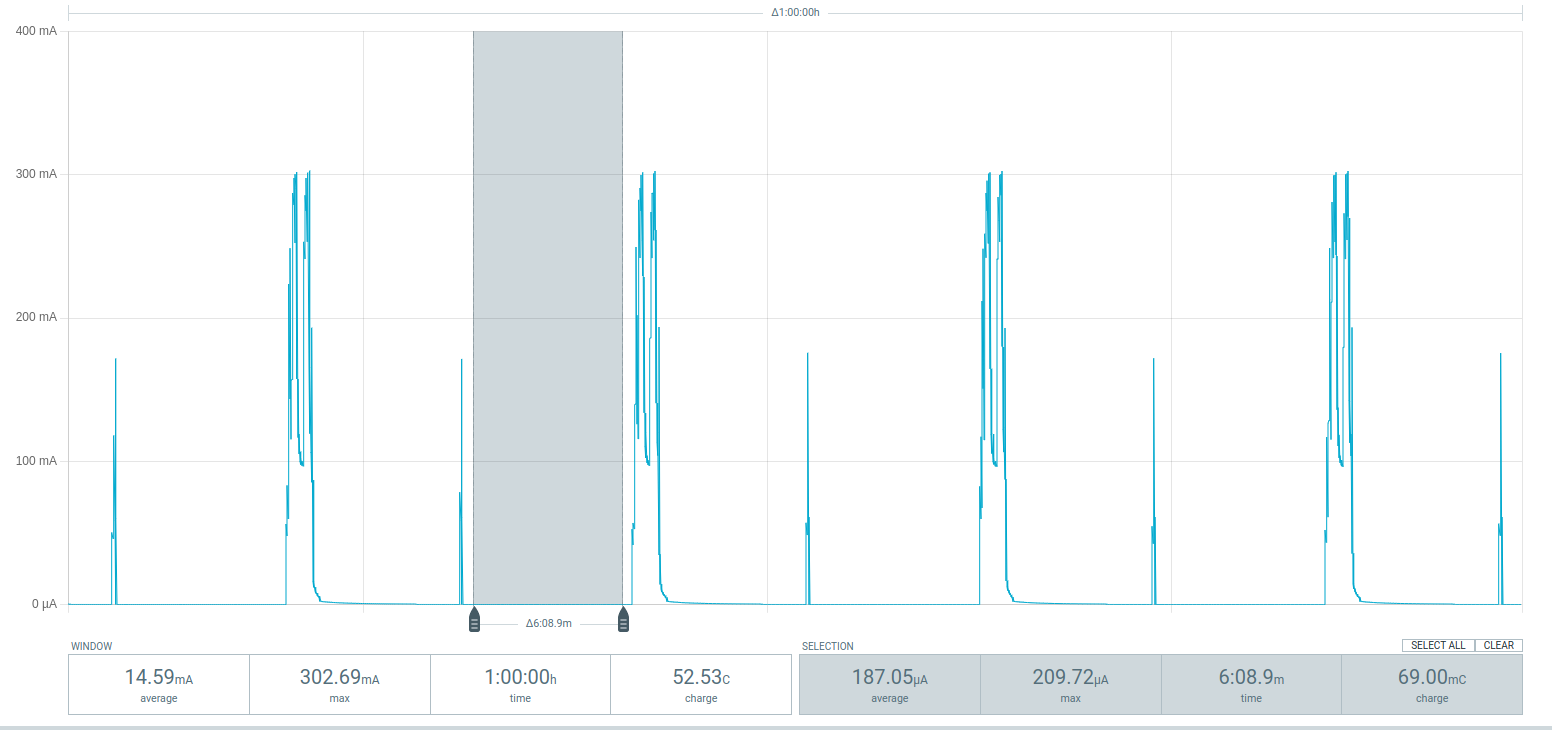 Δ1:00:00h
400 mA
300 mA
200 mA
100 mA
0 µA
Δ6:08.9m
WINDOW
SELECTION
SELECT ALL
CLEAR
14.59mA
302.69mA
1:00:00h
52.53C
187.05µA
209.72µA
6:08.9m
69.00mC
average
max
time
charge
average
max
time
charge